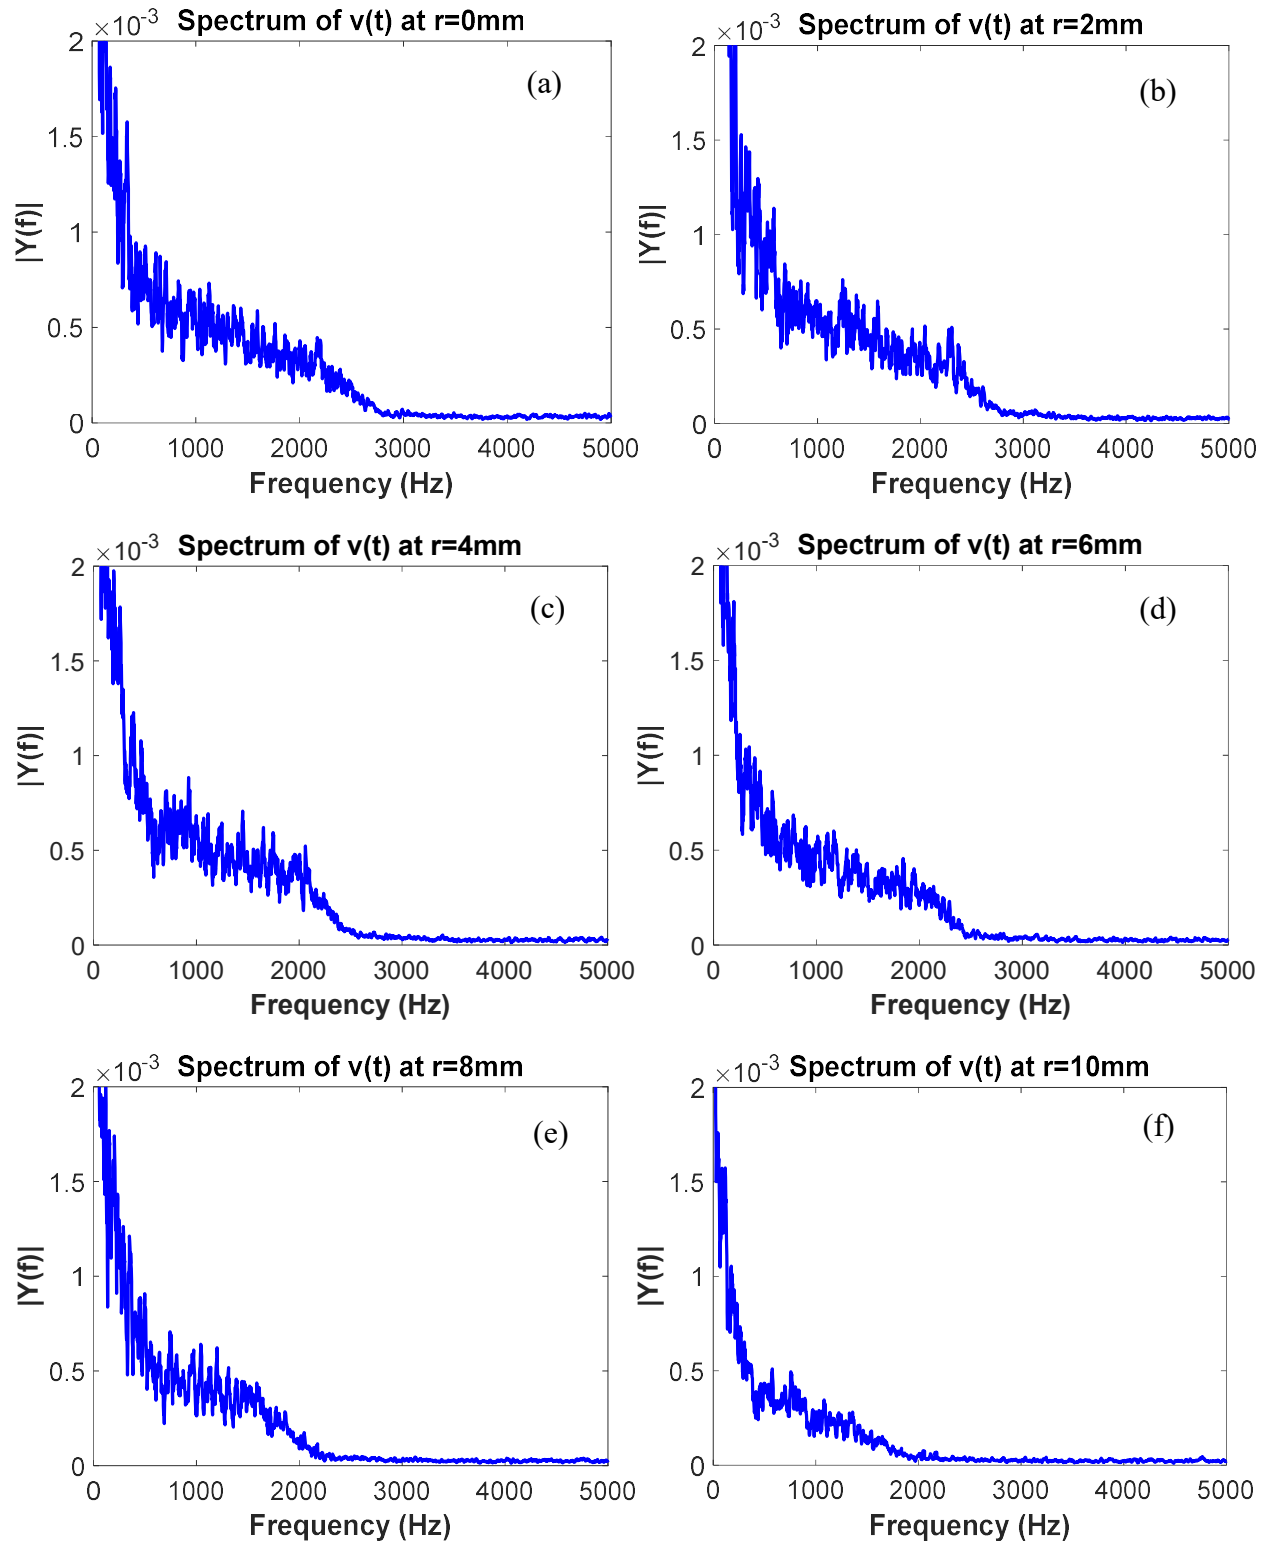 ×10-3 Spectrum of v(t) at r=0mm
(a)
2
1.5
1
0.5
0
|Y(f)|
0 1000 2000 3000 4000 5000
Frequency (Hz)
×10-3 Spectrum of v(t) at r=2mm
(b)
2
1.5
1
0.5
0
|Y(f)|
0 1000 2000 3000 4000 5000
Frequency (Hz)
×10-3 Spectrum of v(t) at r=4mm
(c)
2
1.5
1
0.5
0
|Y(f)|
0 1000 2000 3000 4000 5000
Frequency (Hz)
×10-3 Spectrum of v(t) at r=6mm
(d)
2
1.5
1
0.5
0
|Y(f)|
0 1000 2000 3000 4000 5000
Frequency (Hz)
×10-3 Spectrum of v(t) at r=8mm
(e)
2
1.5
1
0.5
0
|Y(f)|
0 1000 2000 3000 4000 5000
Frequency (Hz)
×10-3 Spectrum of v(t) at r=10mm
(f)
2
1.5
1
0.5
0
|Y(f)|
0 1000 2000 3000 4000 5000
Frequency (Hz)